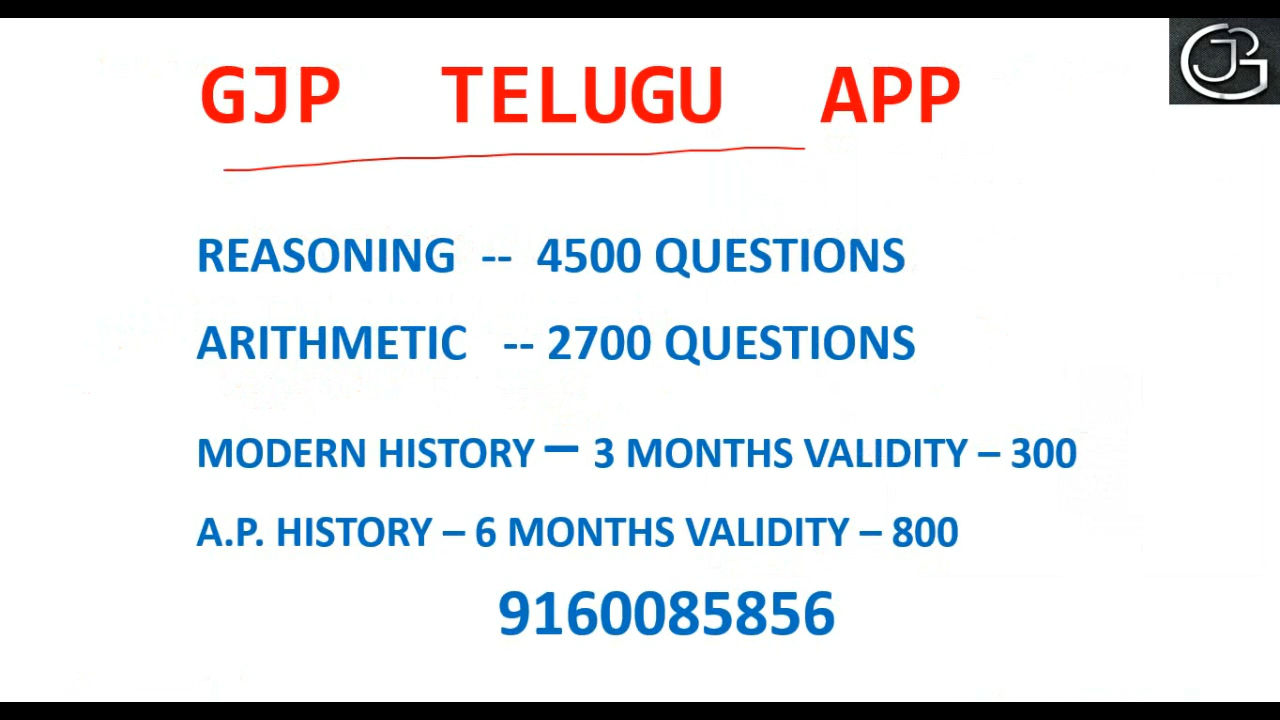 GJP TELUGU APP
REASONING -- 4500 QUESTIONS
ARITHMETIC -- 2700 QUESTIONS
MODERN HISTORY – 3 MONTHS VALIDITY – 300
A.P. HISTORY – 6 MONTHS VALIDITY – 800
9160085856
GJP